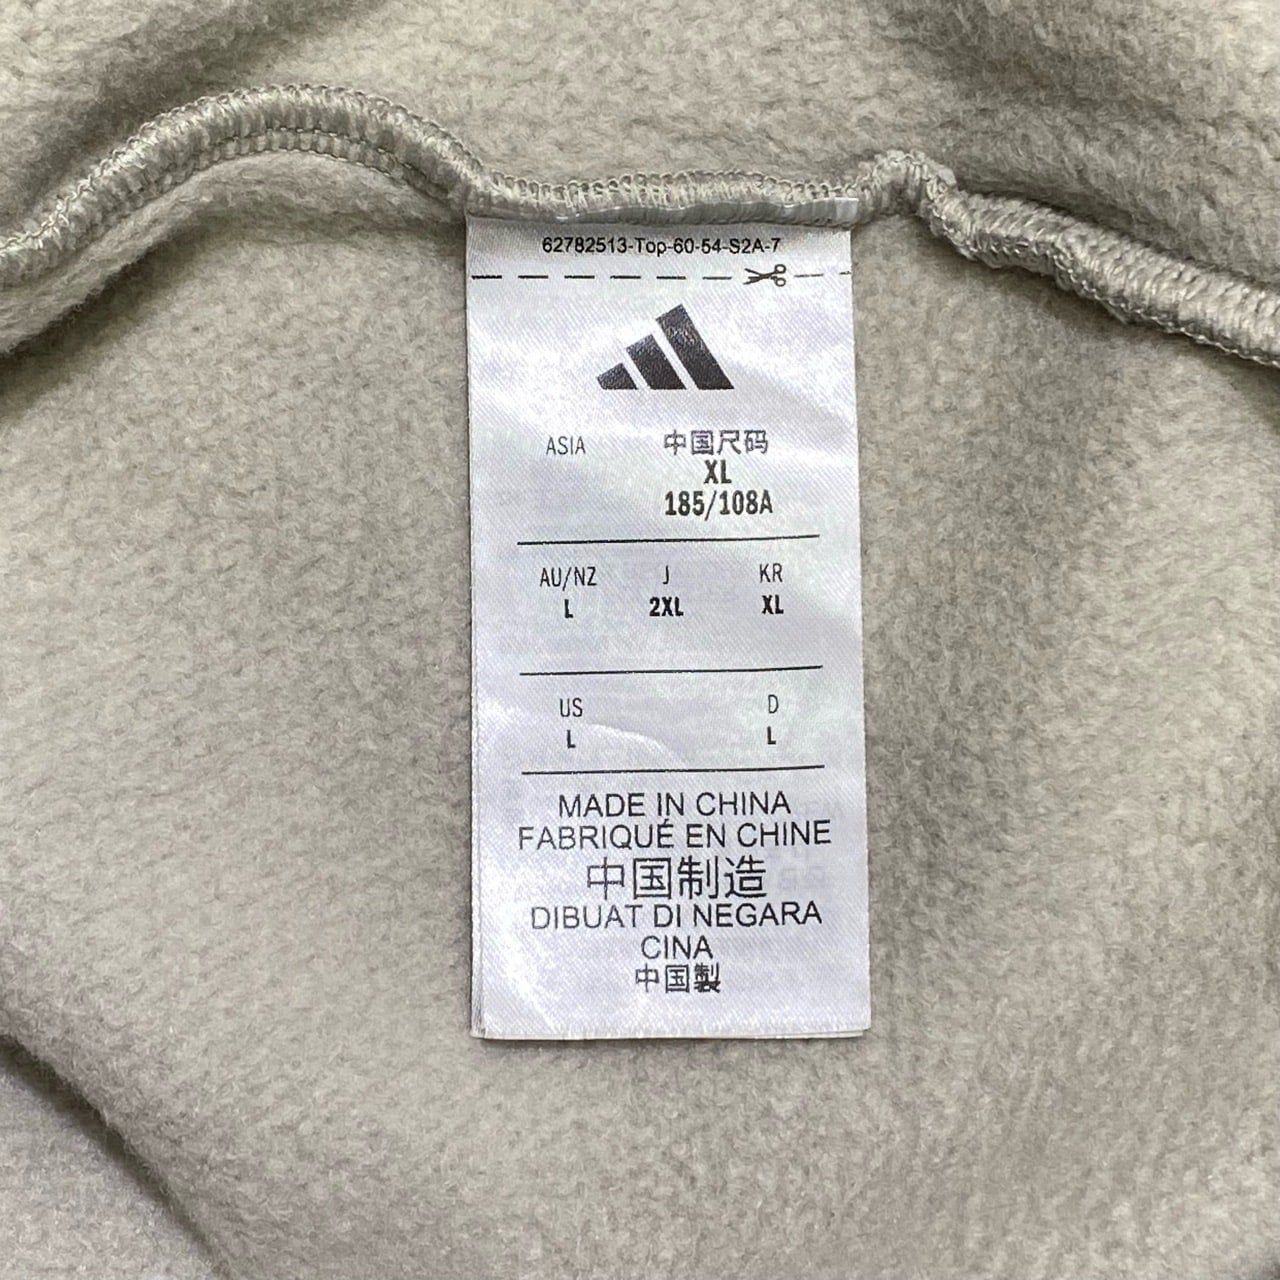 62782513-Top-60-54-S2A-7
ASIA 中国尺码
XL
185/108A
AU/NZ J KR
L 2XL XL
US D
L L
MADE IN CHINA
FABRIQUÉ EN CHINE
中国制造
DIBUAT DI NEGARA
CINA
中国製